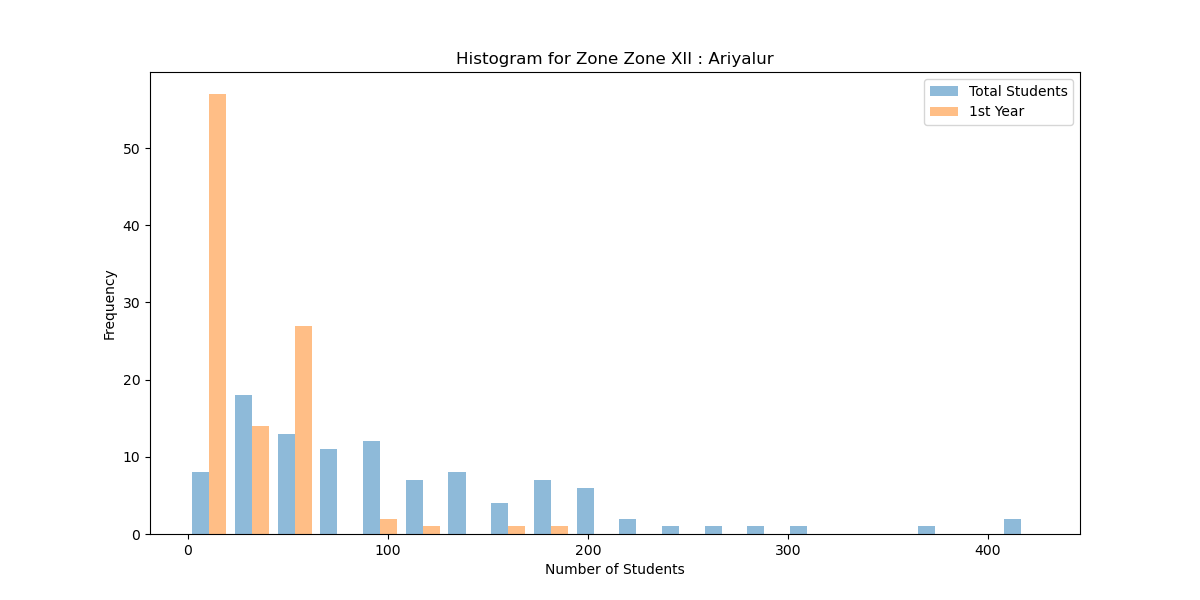 Histogram for Zone Zone XII : Ariyalur
Total Students
1st Year
Frequency
50
40
30
20
10
0
0 100 200 300 400
Number of Students